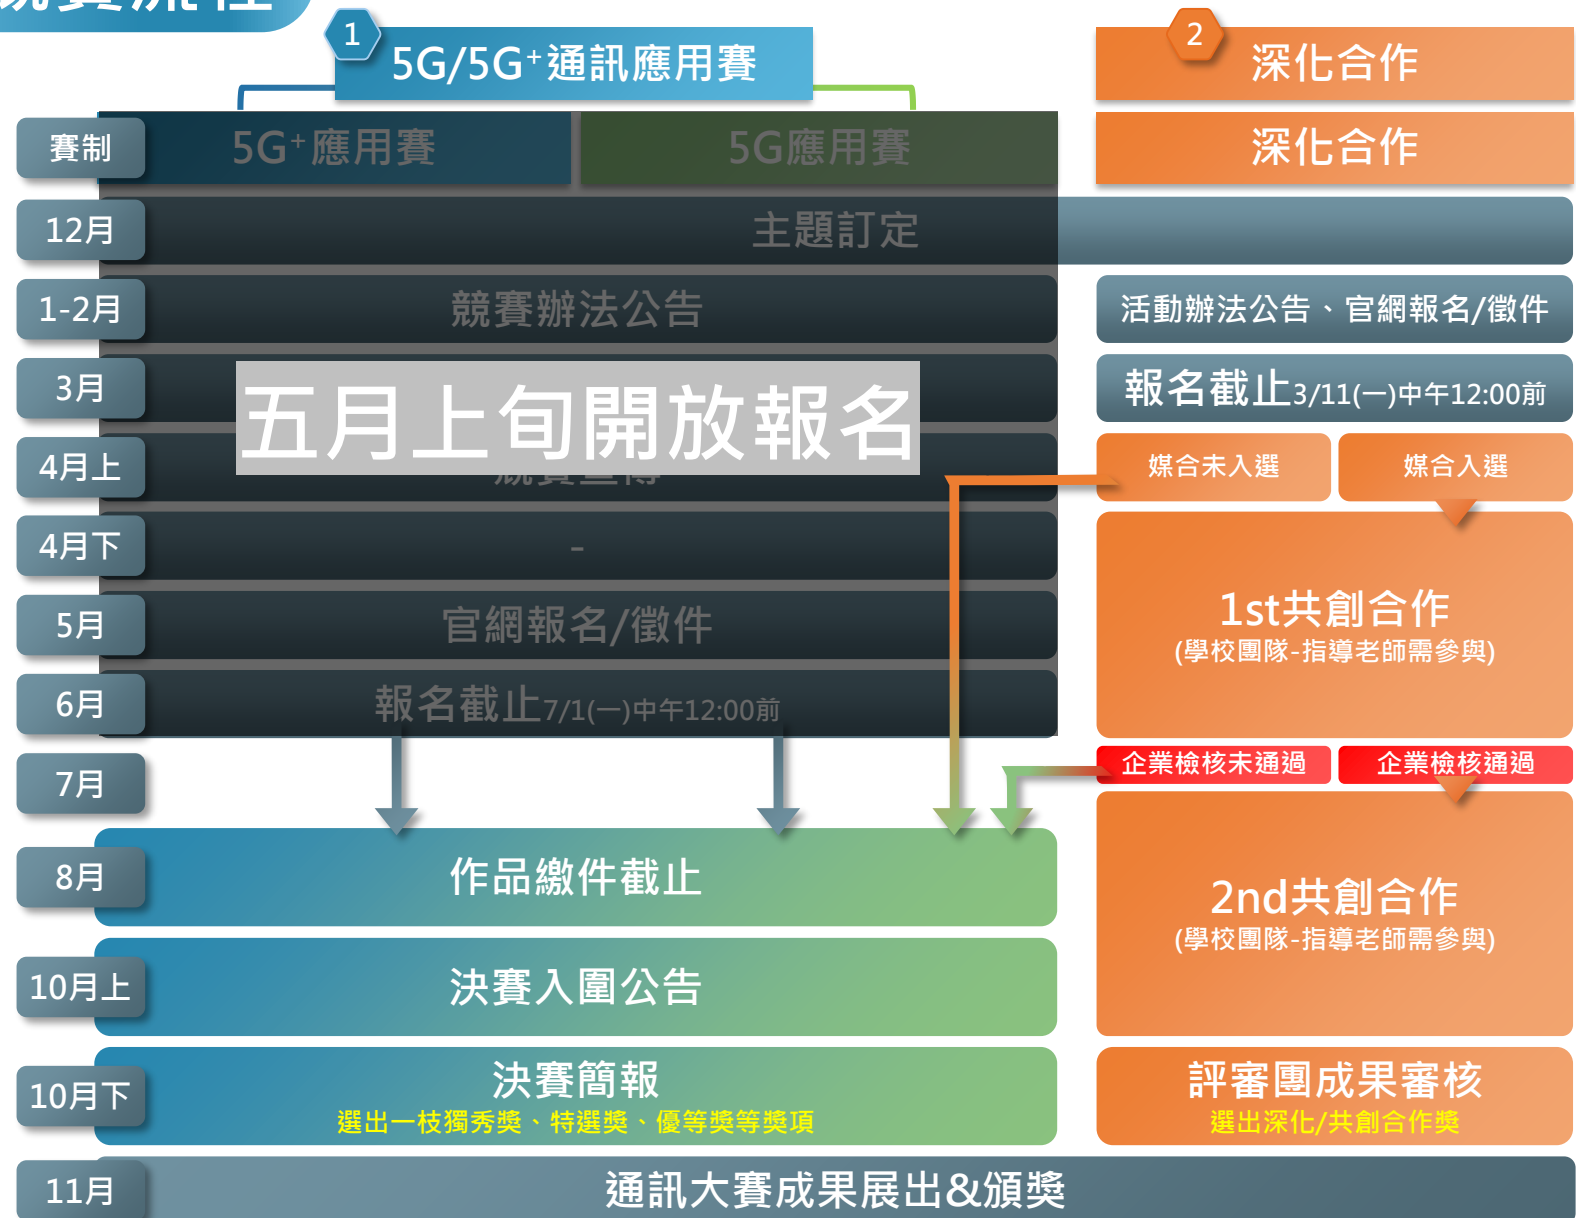 競賽流程
1
5G/5G⁺通訊應用賽
2
深化合作
賽制
5G⁺應用賽
5G應用賽
深化合作
12月
主題訂定
1-2月
競賽辦法公告
活動辦法公告、官網報名/徵件
3月
五月上旬開放報名
報名截止3/11(一)中午12:00前
4月上
競賽宣傳
媒合未入選
媒合入選
4月下
-
1st共創合作
(學校團隊-指導老師需參與)
5月
官網報名/徵件
6月
報名截止7/1(一)中午12:00前
7月
企業檢核未通過
企業檢核通過
8月
作品繳件截止
2nd共創合作
(學校團隊-指導老師需參與)
10月上
決賽入圍公告
10月下
決賽簡報
選出一枝獨秀獎、特選獎、優等獎等獎項
評審團成果審核
選出深化/共創合作獎
11月
通訊大賽成果展出&頒獎